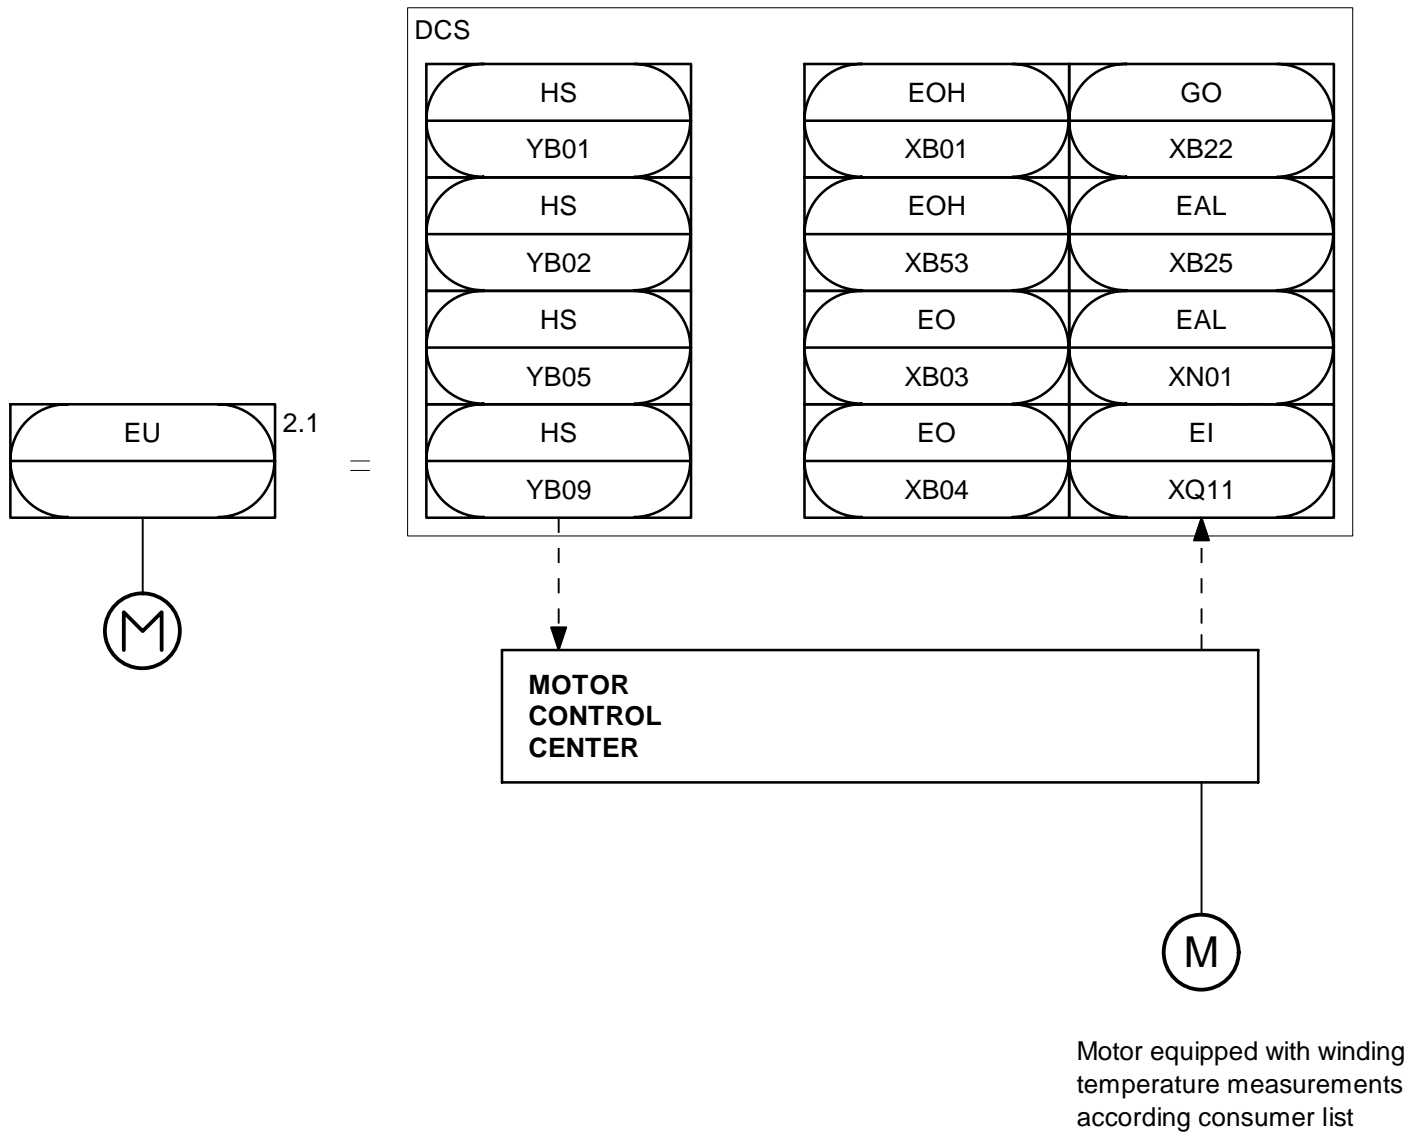 DCS
HS EOH GO
YB01 XB01 XB22
HS EOH EAL
YB02 XB53 XB25
HS EO EAL
YB05 XB03 XN01
EU 2.1 = HS EO EI
YB09 XB04 XQ11
M
MOTOR
CONTROL
CENTER
M
Motor equipped with winding
temperature measurements
according consumer list